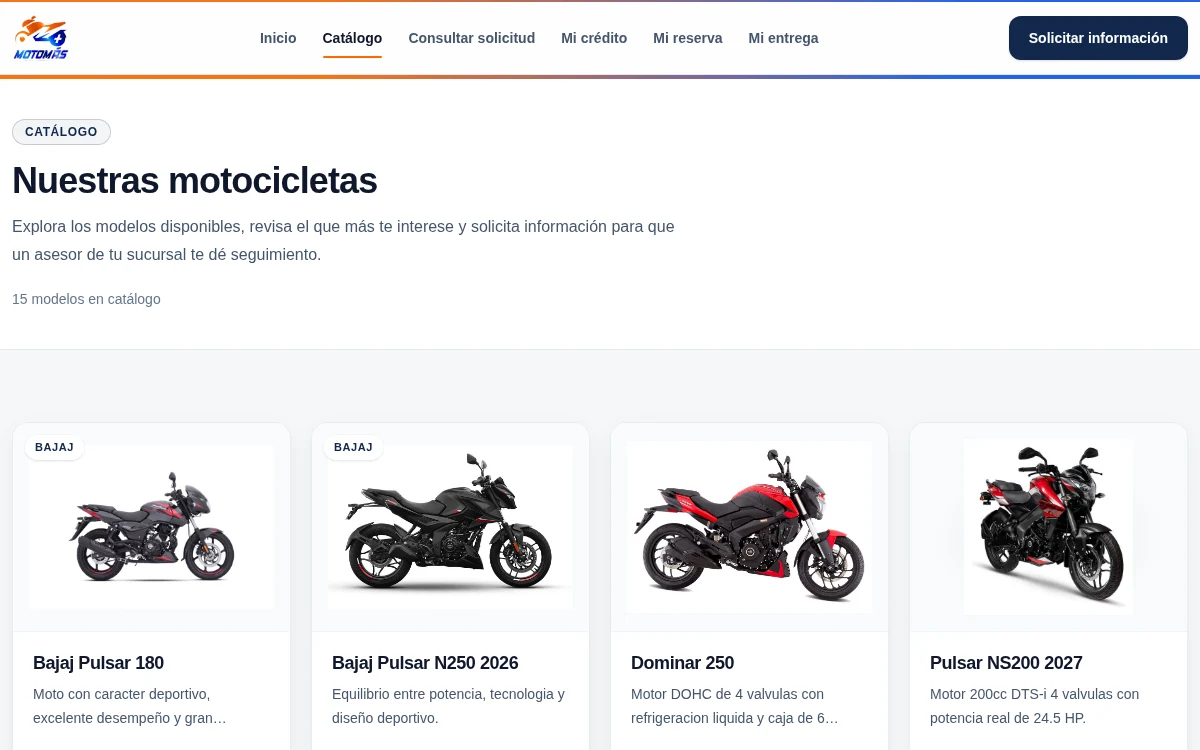 MOTOMÁS
Inicio
Catálogo
Consultar solicitud
Mi crédito
Mi reserva
Mi entrega
Solicitar información
CATÁLOGO
Nuestras motocicletas
Explora los modelos disponibles, revisa el que más te interese y solicita información para que
un asesor de tu sucursal te dé seguimiento.
15 modelos en catálogo
BAJAJ
Bajaj Pulsar 180
Moto con caracter deportivo,
excelente desempeño y gran…
BAJAJ
Bajaj Pulsar N250 2026
Equilibrio entre potencia, tecnologia y
diseño deportivo.
Dominar 250
Motor DOHC de 4 valvulas con
refrigeracion liquida y caja de 6…
Pulsar NS200 2027
Motor 200cc DTS-i 4 valvulas con
potencia real de 24.5 HP.